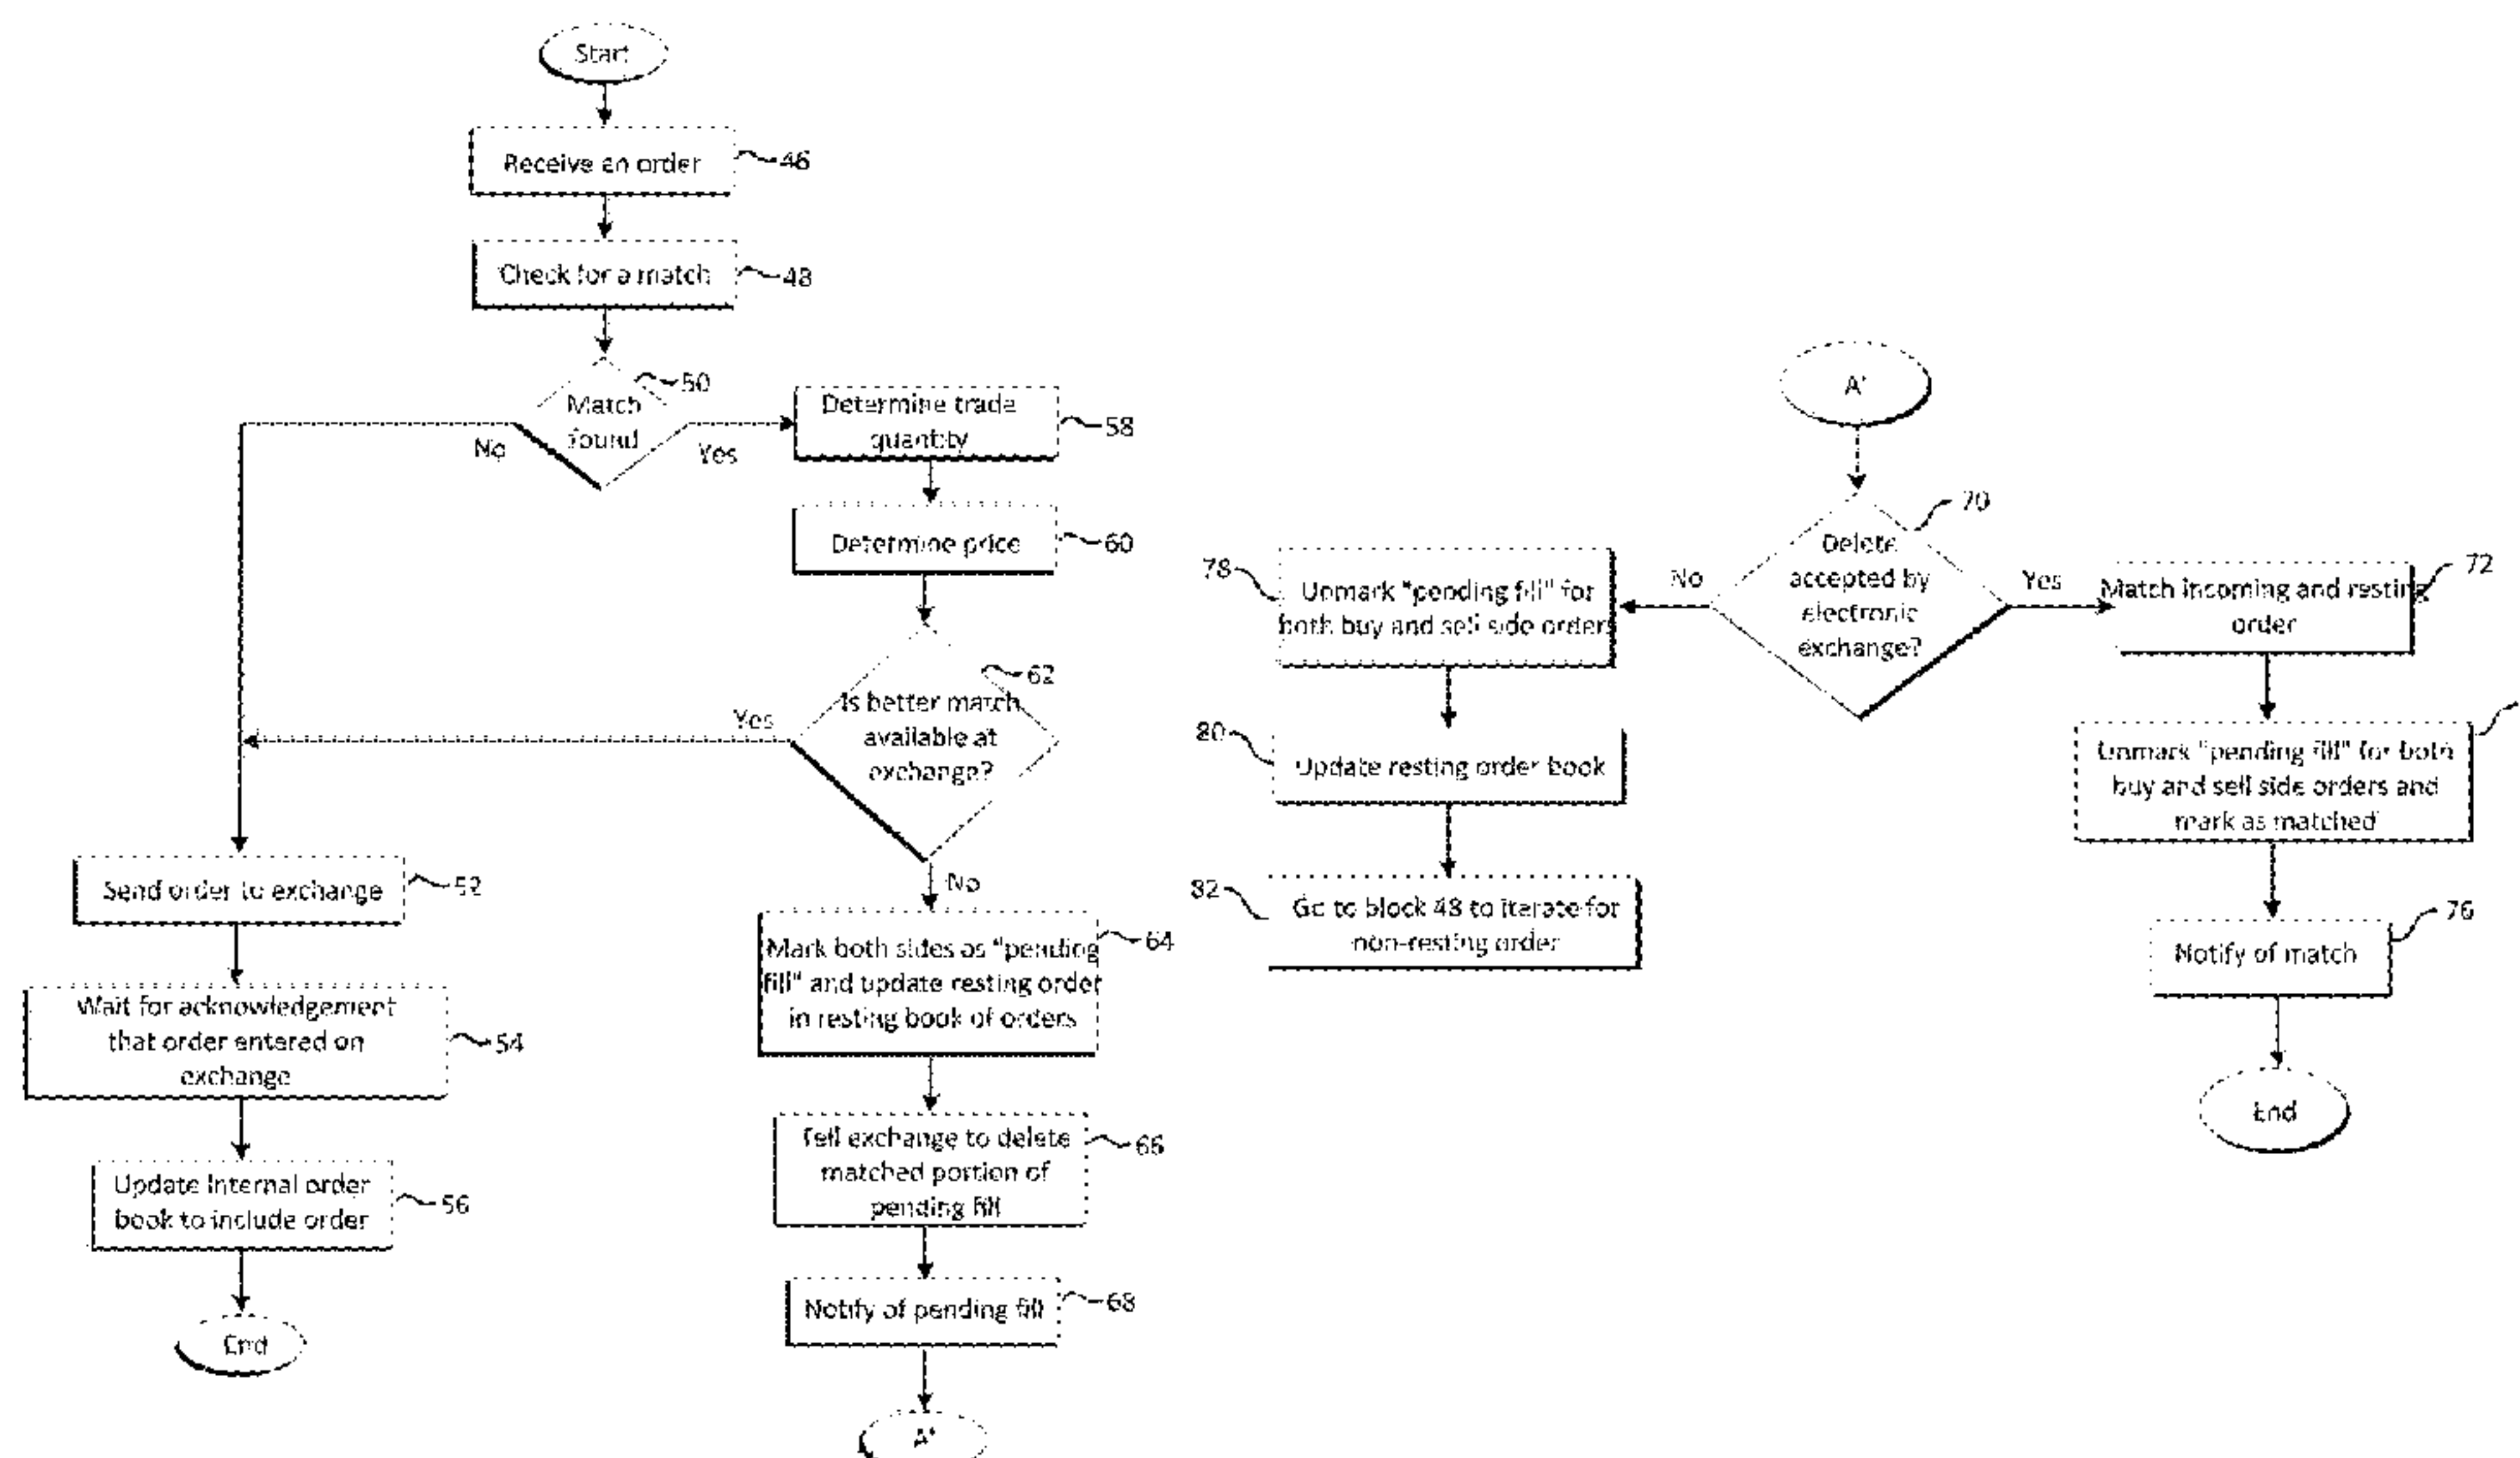 Start
Receive an order
46
Check for a match
48
50
Match
found
No
Yes
Determine trade
quantity
58
Determine price
60
62
Is better match
available at
exchange?
Yes
No
Send order to exchange
52
Wait for acknowledgement
that order entered on
exchange
54
Update internal order
book to include order
56
End
Mark both sides as "pending
fill" and update resting order
in resting book of orders
64
Tell exchange to delete
matched portion of
pending fill
66
Notify of pending fill
68
A'
A'
70
Delete
accepted by
electronic
exchange?
No
Yes
78
Unmark "pending fill" for
both buy and sell side orders
80
Update resting order book
82
Go to block 48 to iterate for
non-resting order
72
Match incoming and resting
order
Unmark "pending fill" for both
buy and sell side orders and
mark as matched
Notify of match
76
End